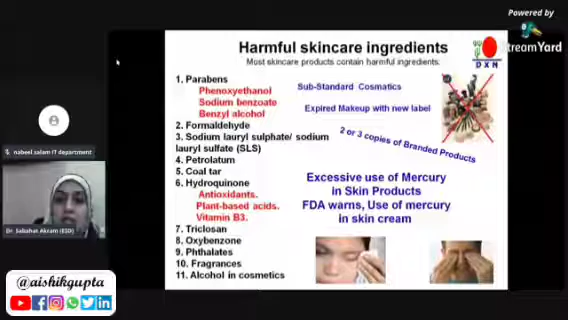 Powered by
StreamYard
Harmful skincare ingredients
Most skincare products contain harmful ingredients:
DXN
1. Parabens
Phenoxyethanol
Sodium benzoate
Benzyl alcohol
2. Formaldehyde
3. Sodium lauryl sulphate/ sodium
lauryl sulfate (SLS)
4. Petrolatum
5. Coal tar
6. Hydroquinone
Antioxidants.
Plant-based acids.
Vitamin B3.
7. Triclosan
8. Oxybenzone
9. Phthalates
10. Fragrances
11. Alcohol in cosmetics
Sub-Standard Cosmetics
Expired Makeup with new label
2 or 3 copies of Branded Products
Excessive use of Mercury
in Skin Products
FDA warns, Use of mercury
in skin cream
nabeel salam IT department
Dr. Sabahat Akram (ESD)
@aishikgupta